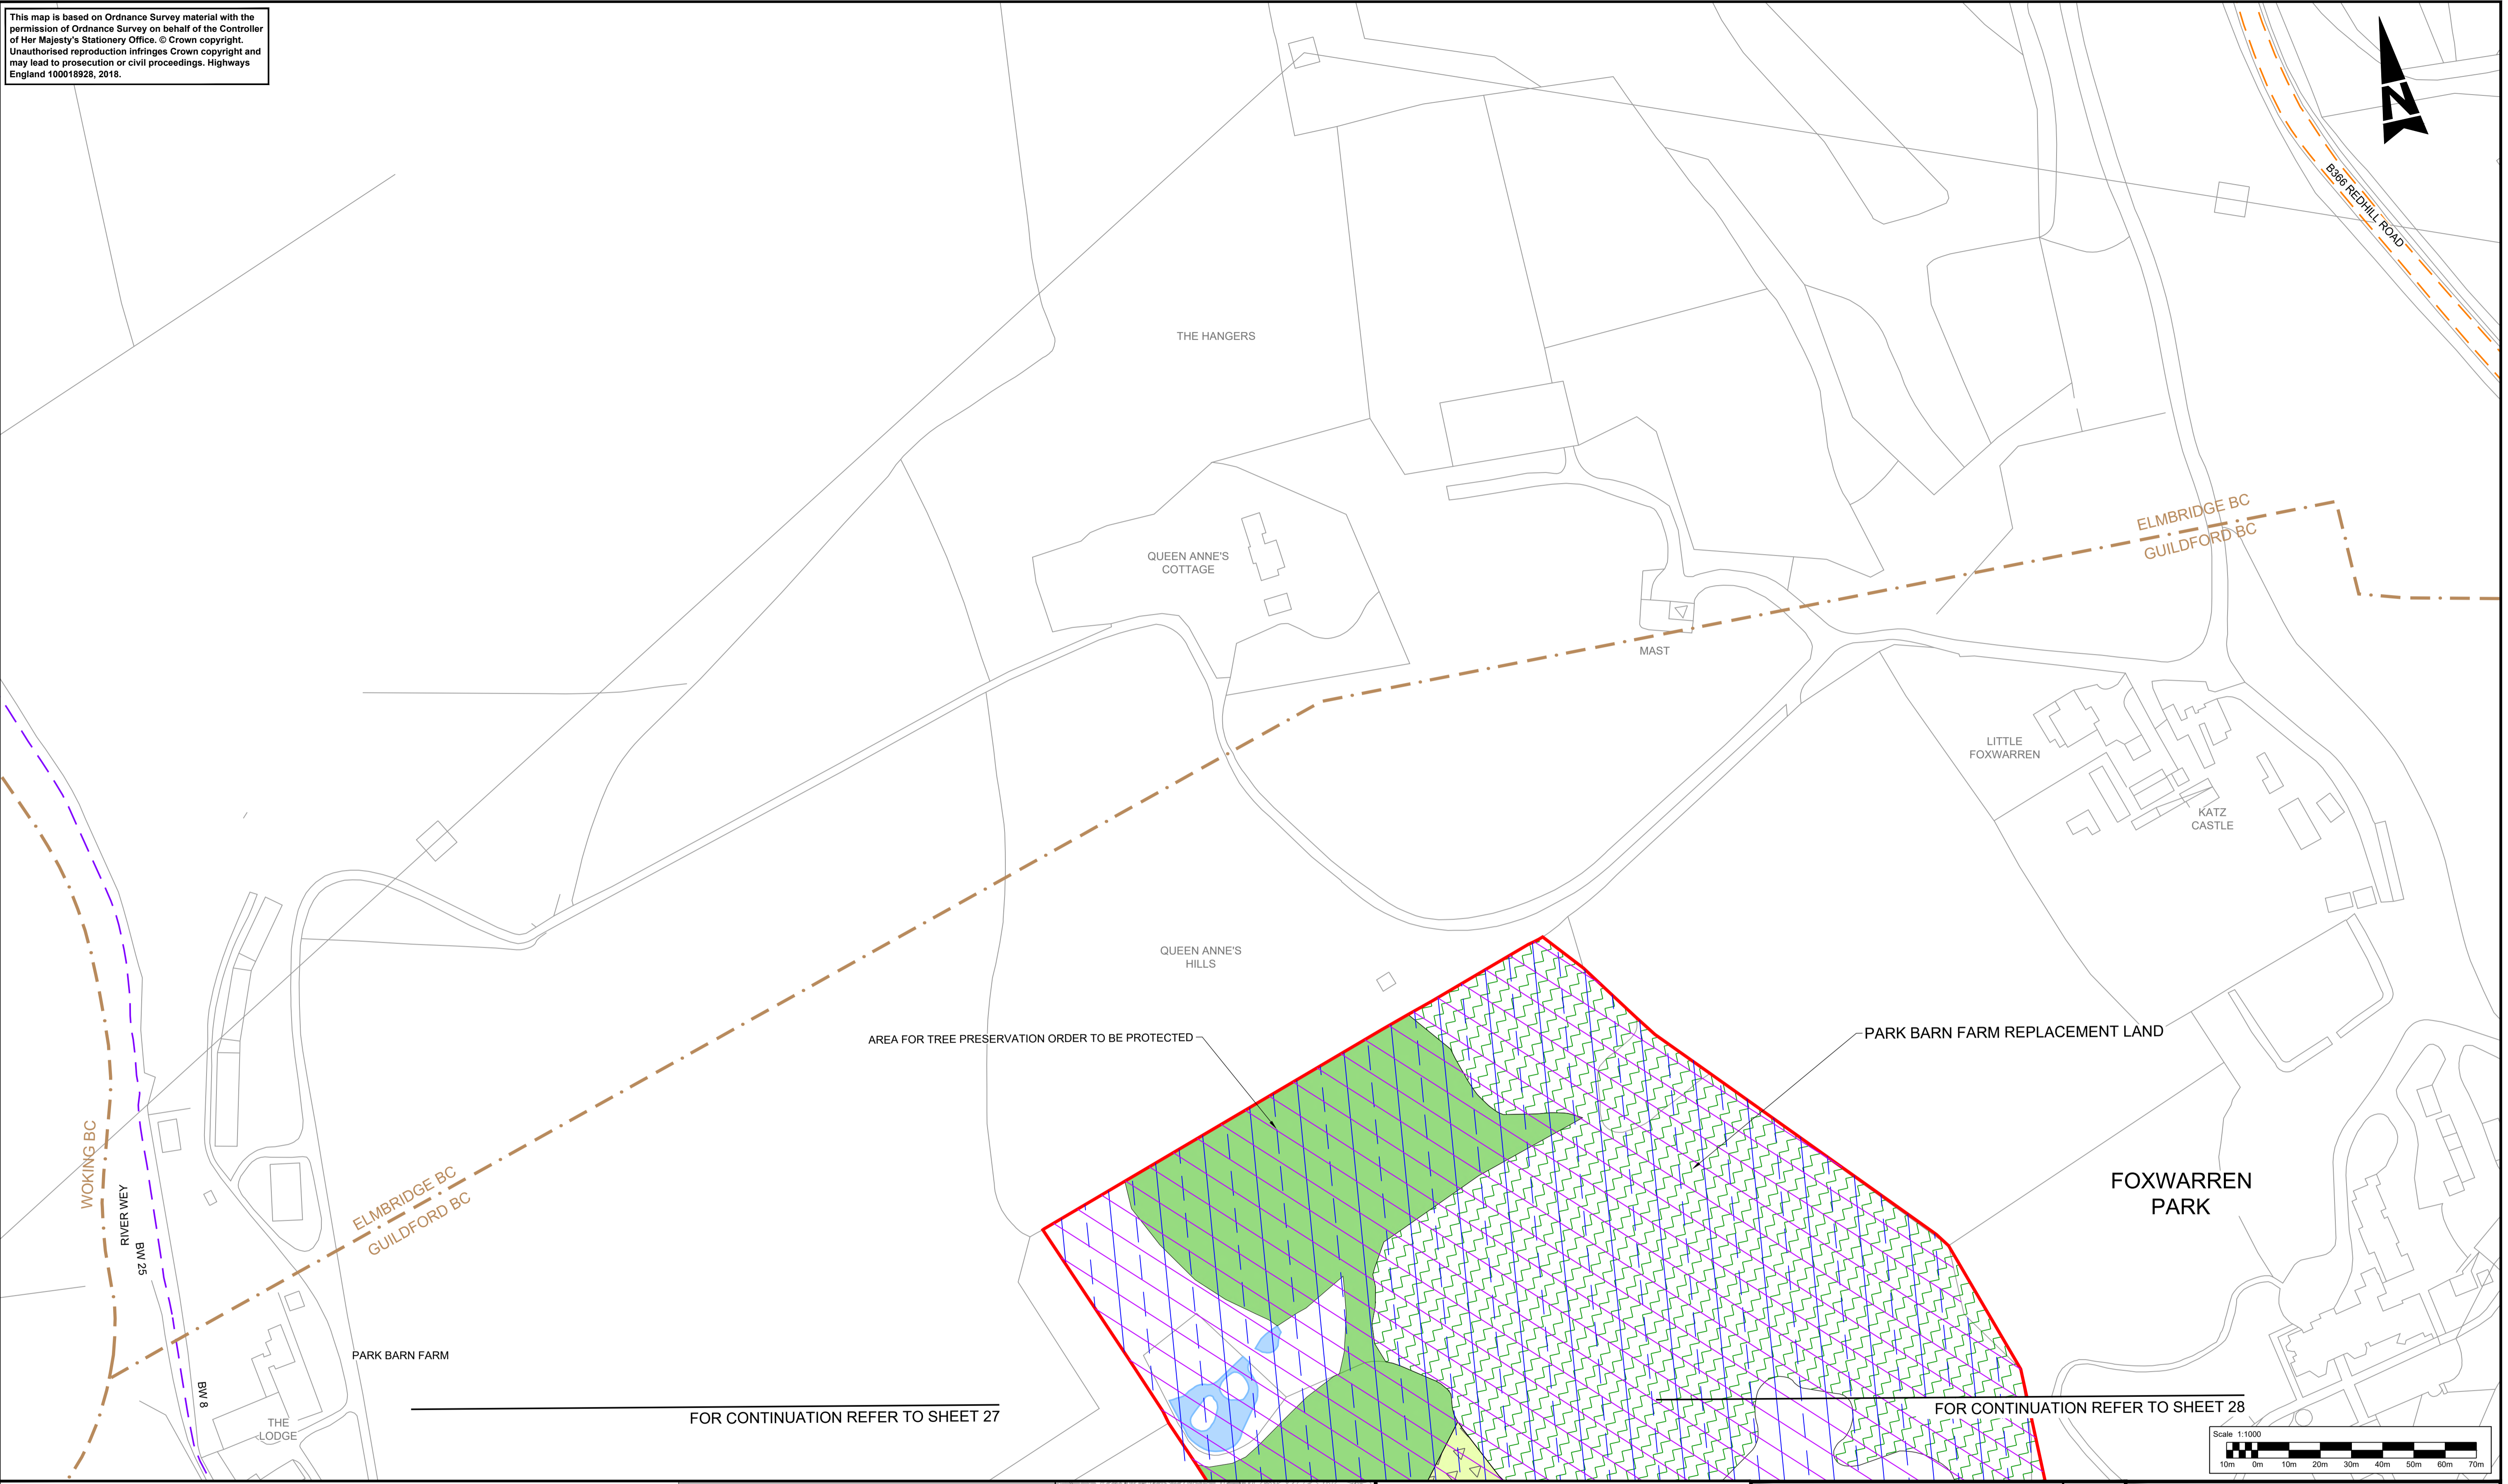 This map is based on Ordnance Survey material with the
permission of Ordnance Survey on behalf of the Controller
of Her Majesty's Stationery Office. © Crown copyright.
Unauthorised reproduction infringes Crown copyright and
may lead to prosecution or civil proceedings. Highways
England 100018928, 2018.
N
B366 REDHILL ROAD
THE HANGERS
ELMBRIDGE BC
GUILDFORD BC
QUEEN ANNE'S
COTTAGE
MAST
LITTLE
FOXWARREN
KATZ
CASTLE
QUEEN ANNE'S
HILLS
AREA FOR TREE PRESERVATION ORDER TO BE PROTECTED
PARK BARN FARM REPLACEMENT LAND
WOKING BC
RIVER WEY
BW 25
ELMBRIDGE BC
GUILDFORD BC
FOXWARREN
PARK
PARK BARN FARM
BW 8
THE
LODGE
FOR CONTINUATION REFER TO SHEET 27
FOR CONTINUATION REFER TO SHEET 28
Scale 1:1000
10m 0m 10m 20m 30m 40m 50m 60m 70m